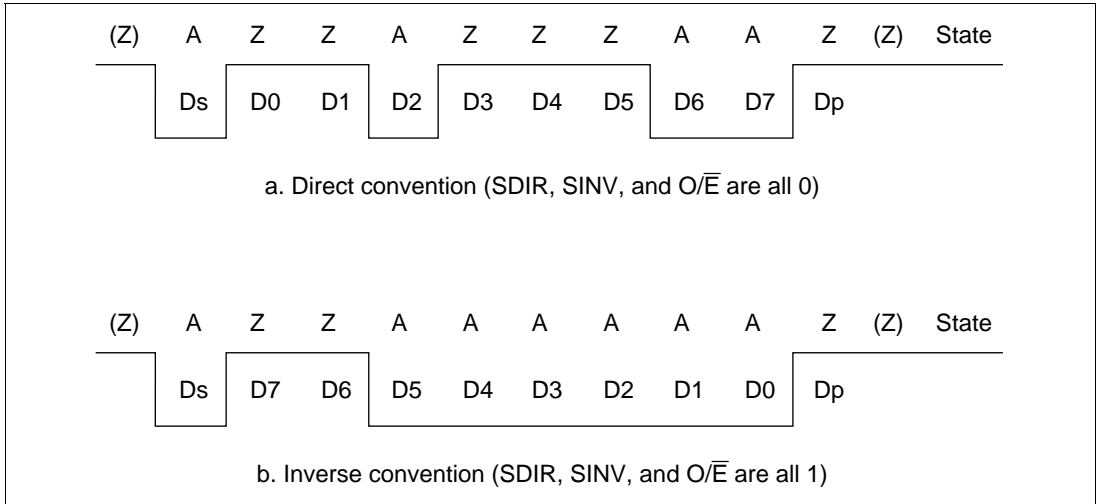 (Z) A Z Z A Z Z Z A A Z (Z) State
Ds D0 D1 D2 D3 D4 D5 D6 D7 Dp
a. Direct convention (SDIR, SINV, and O/E̅ are all 0)
(Z) A Z Z A A A A A A Z (Z) State
Ds D7 D6 D5 D4 D3 D2 D1 D0 Dp
b. Inverse convention (SDIR, SINV, and O/E̅ are all 1)